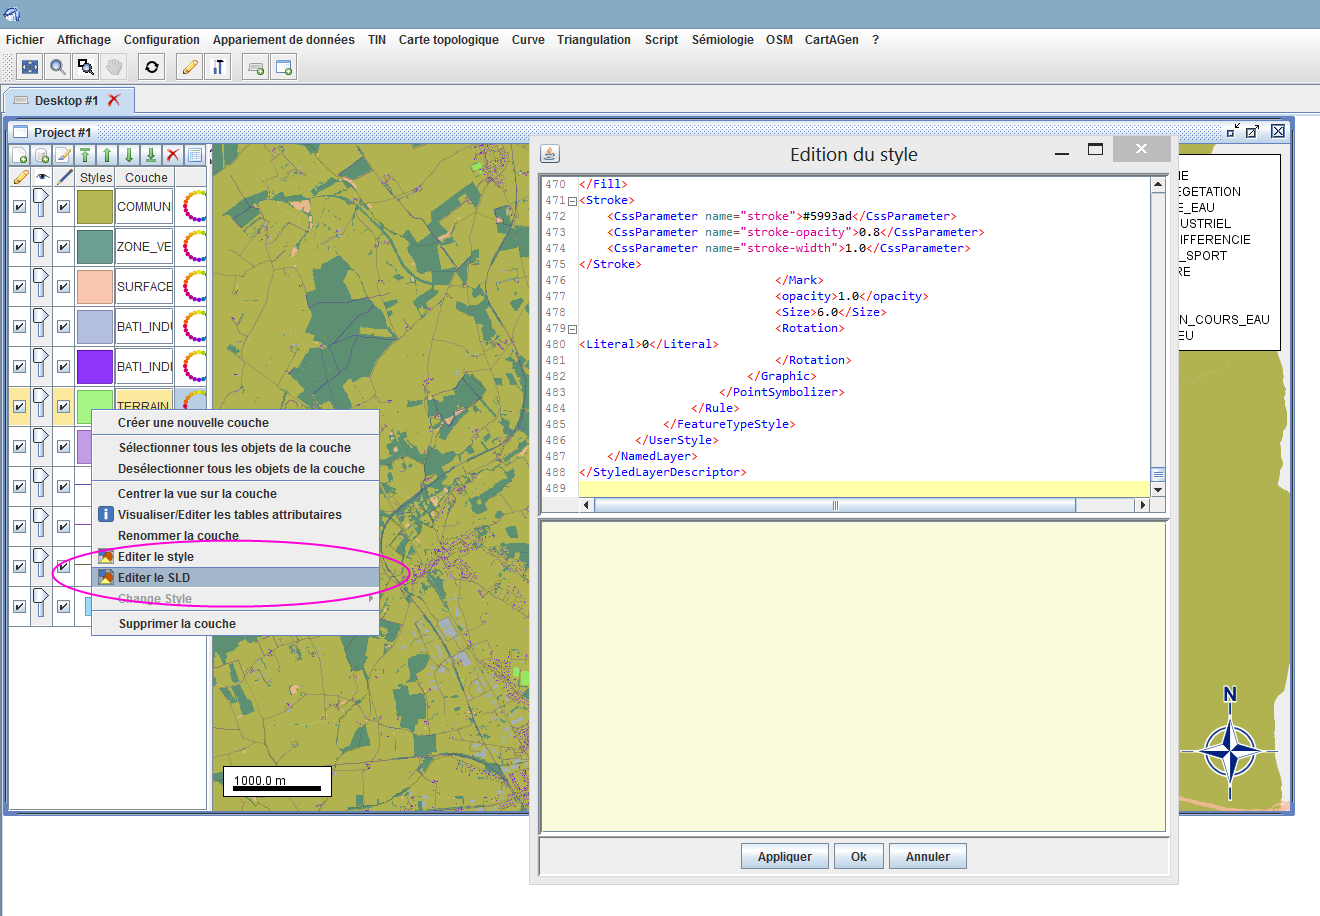 Fichier Affichage Configuration Appariement de données TIN Carte topologique Curve Triangulation Script Sémiologie OSM CartAGen ?
Desktop #1
Project #1
Styles Couche
COMMUN
ZONE_VE
SURFACE
BATI_INDU
BATI_INDI
TERRAIN
Créer une nouvelle couche
Sélectionner tous les objets de la couche
Desélectionner tous les objets de la couche
Centrer la vue sur la couche
Visualiser/Editer les tables attributaires
Renommer la couche
Editer le style
Editer le SLD
Change Style
Supprimer la couche
1000.0 m
Edition du style
470 </Fill>
471 <Stroke>
472 <CssParameter name="stroke">#5993ad</CssParameter>
473 <CssParameter name="stroke-opacity">0.8</CssParameter>
474 <CssParameter name="stroke-width">1.0</CssParameter>
475 </Stroke>
476 </Mark>
477 <opacity>1.0</opacity>
478 <Size>6.0</Size>
479 <Rotation>
480 <Literal>0</Literal>
481 </Rotation>
482 </Graphic>
483 </PointSymbolizer>
484 </Rule>
485 </FeatureTypeStyle>
486 </UserStyle>
487 </NamedLayer>
488 </StyledLayerDescriptor>
489
Appliquer Ok Annuler
NE
EGETATION
E_EAU
USTRIEL
IFFERENCIE
_SPORT
RE
N_COURS_EAU
EU
N